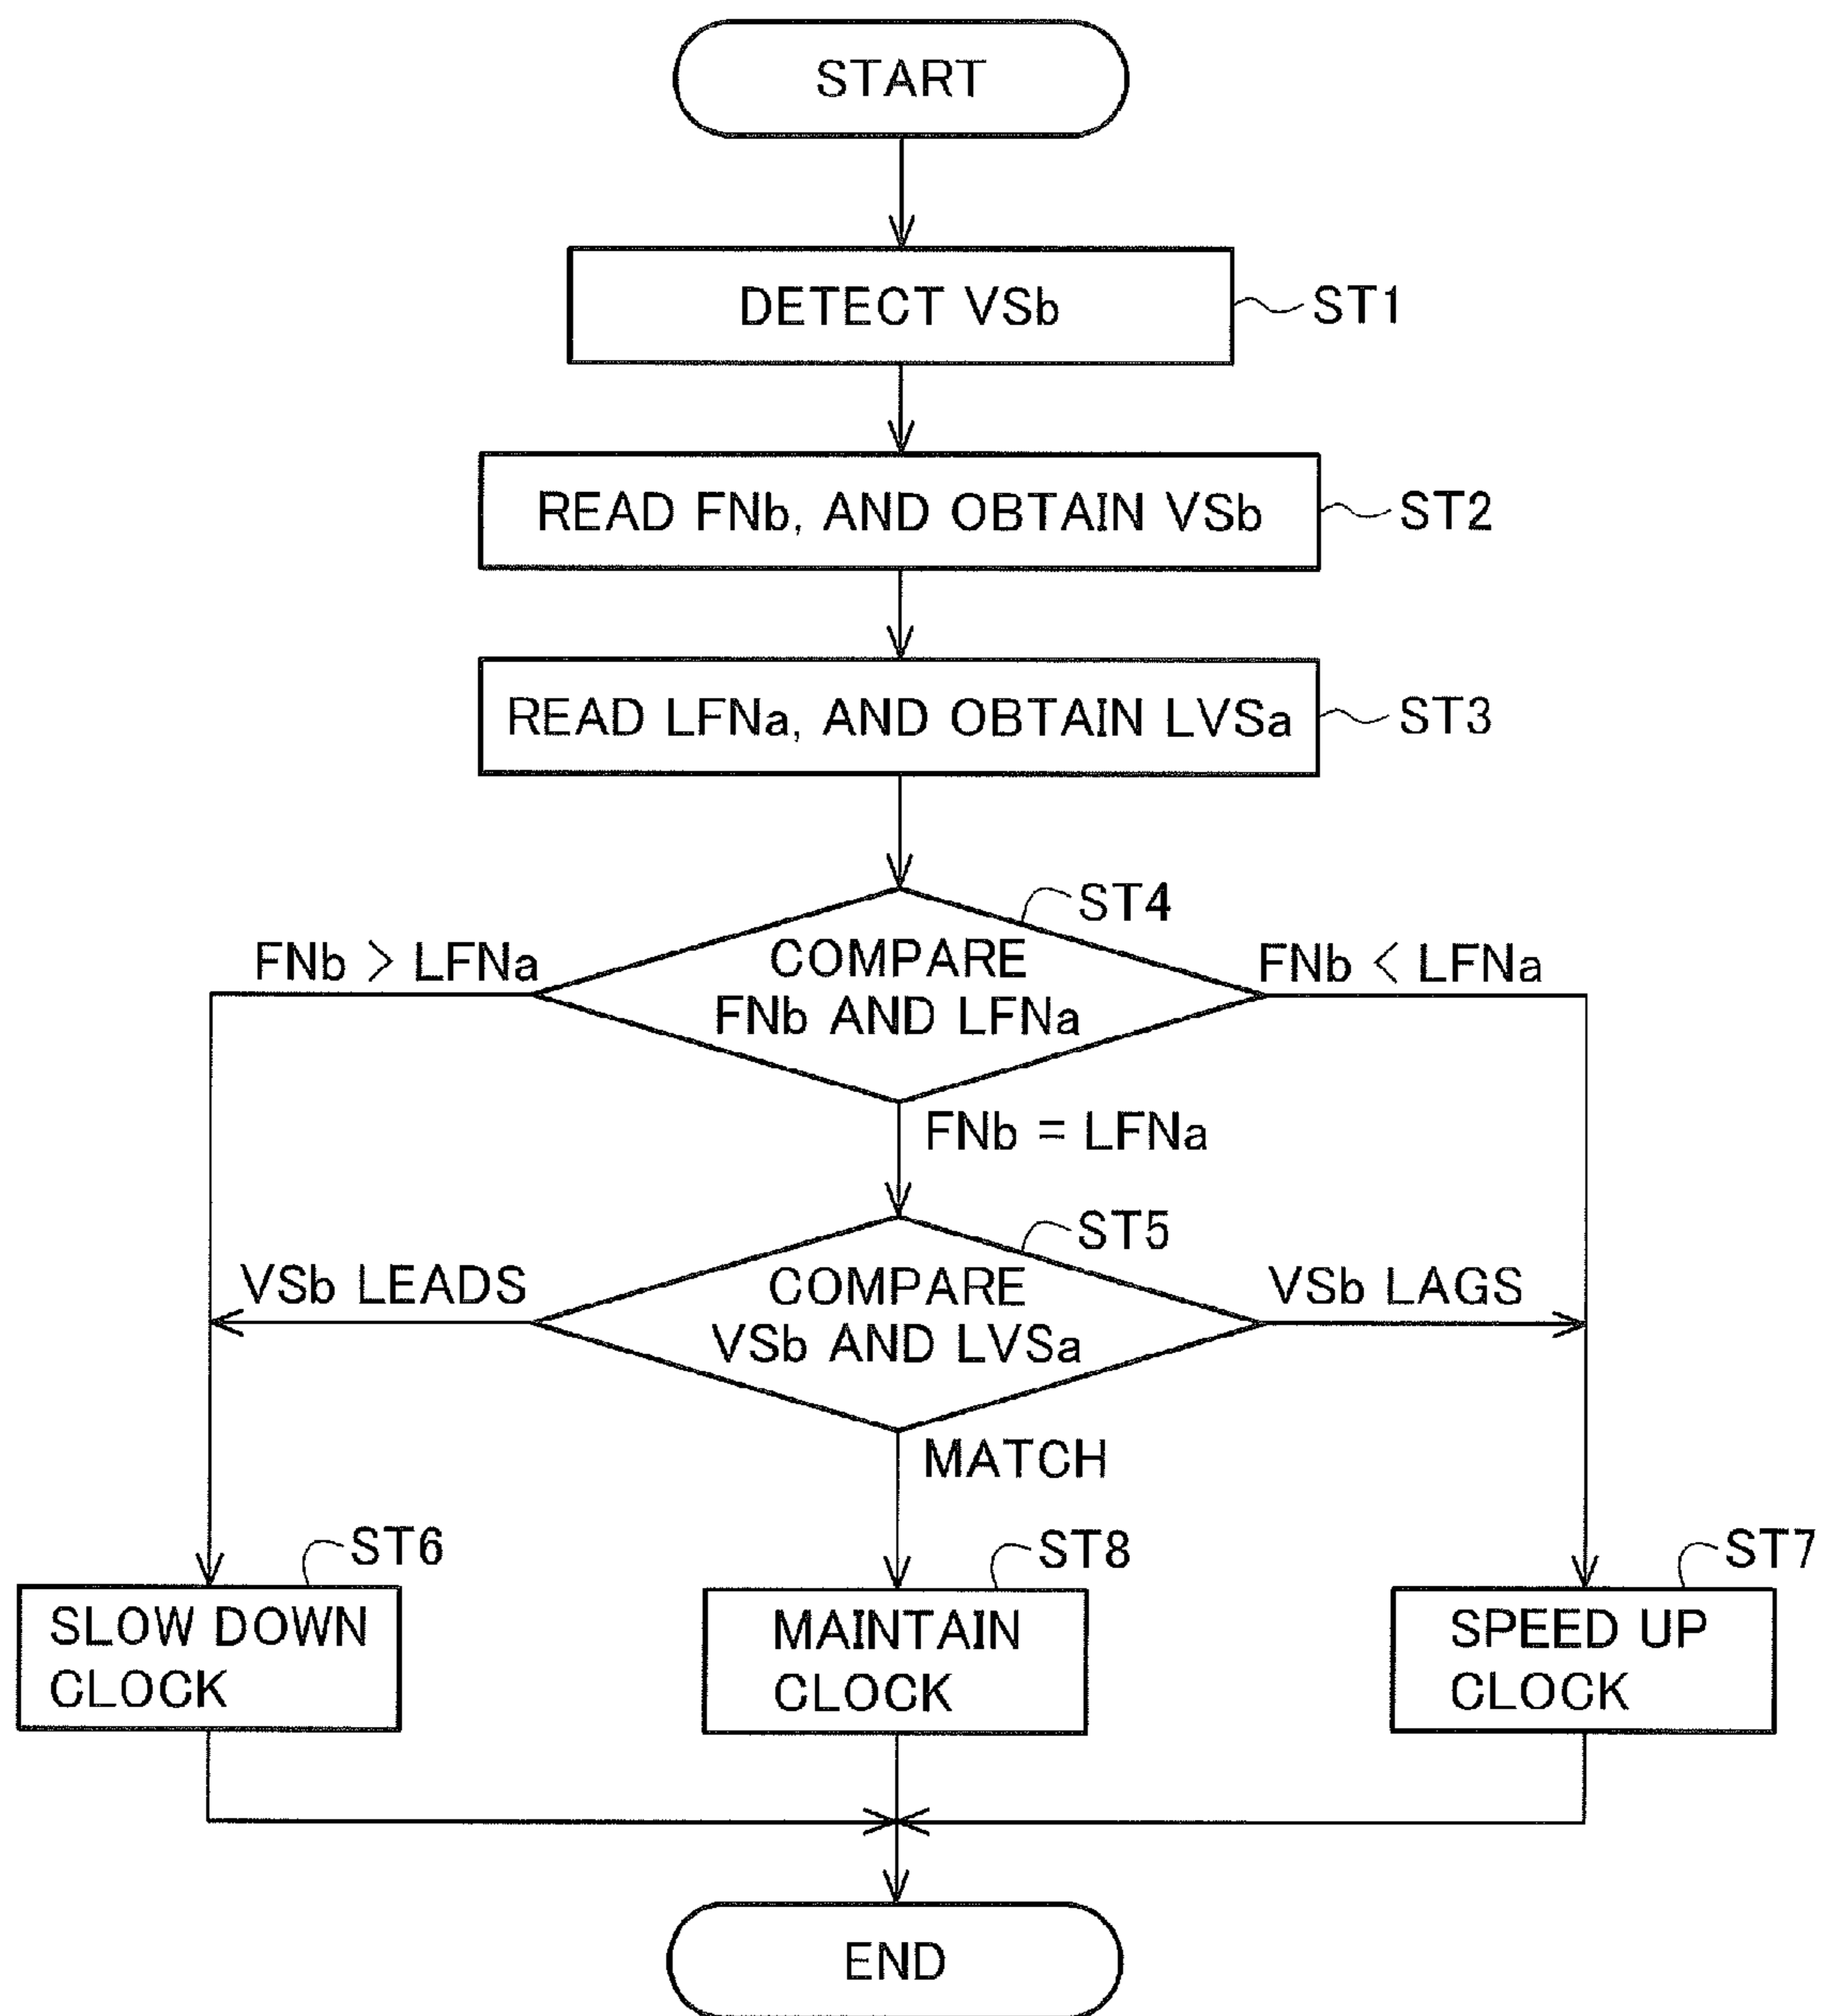 START
DETECT VSb
ST1
READ FNb, AND OBTAIN VSb
ST2
READ LFNa, AND OBTAIN LVSa
ST3
ST4
FNb > LFNa
COMPARE
FNb AND LFNa
FNb < LFNa
FNb = LFNa
ST5
VSb LEADS
COMPARE
VSb AND LVSa
VSb LAGS
MATCH
ST6
SLOW DOWN
CLOCK
ST8
MAINTAIN
CLOCK
ST7
SPEED UP
CLOCK
END